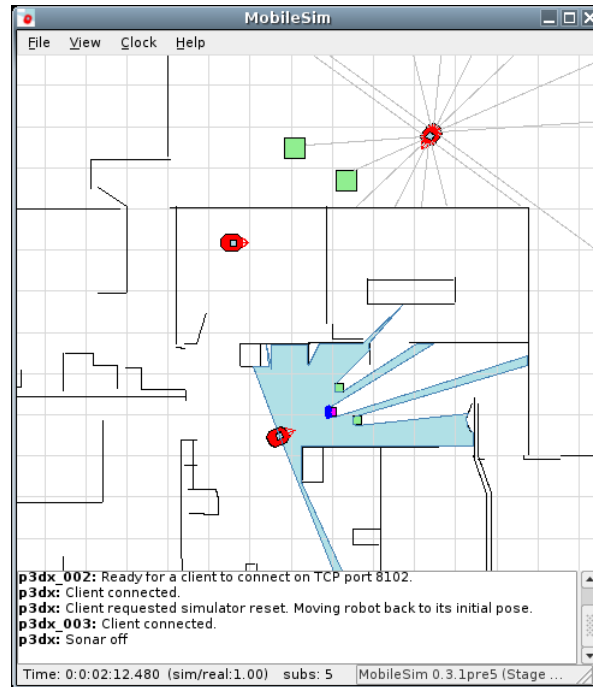 MobileSim
File View Clock Help
p3dx_002: Ready for a client to connect on TCP port 8102.
p3dx: Client connected.
p3dx: Client requested simulator reset. Moving robot back to its initial pose.
p3dx_003: Client connected.
p3dx: Sonar off
Time: 0:0:02:12.480 (sim/real:1.00) subs: 5 MobileSim 0.3.1pre5 (Stage ...